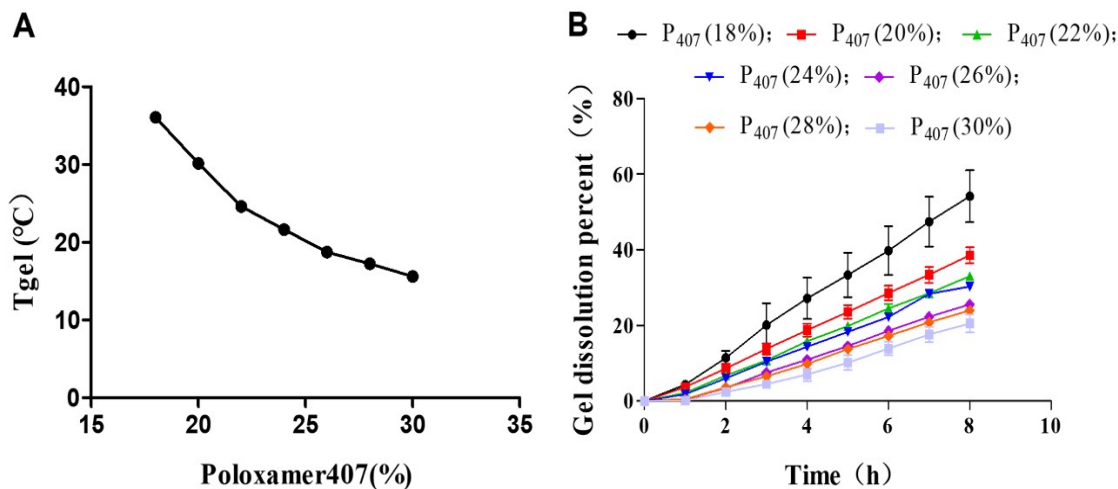 A
Tgel (℃)
40
30
20
10
0
15
20
25
30
35
Poloxamer407(%)
B
P407 (18%); P407 (20%); P407 (22%);
P407 (24%); P407 (26%);
P407 (28%); P407 (30%)
Gel dissolution percent (%)
80
60
40
20
0
0
2
4
6
8
10
Time (h)